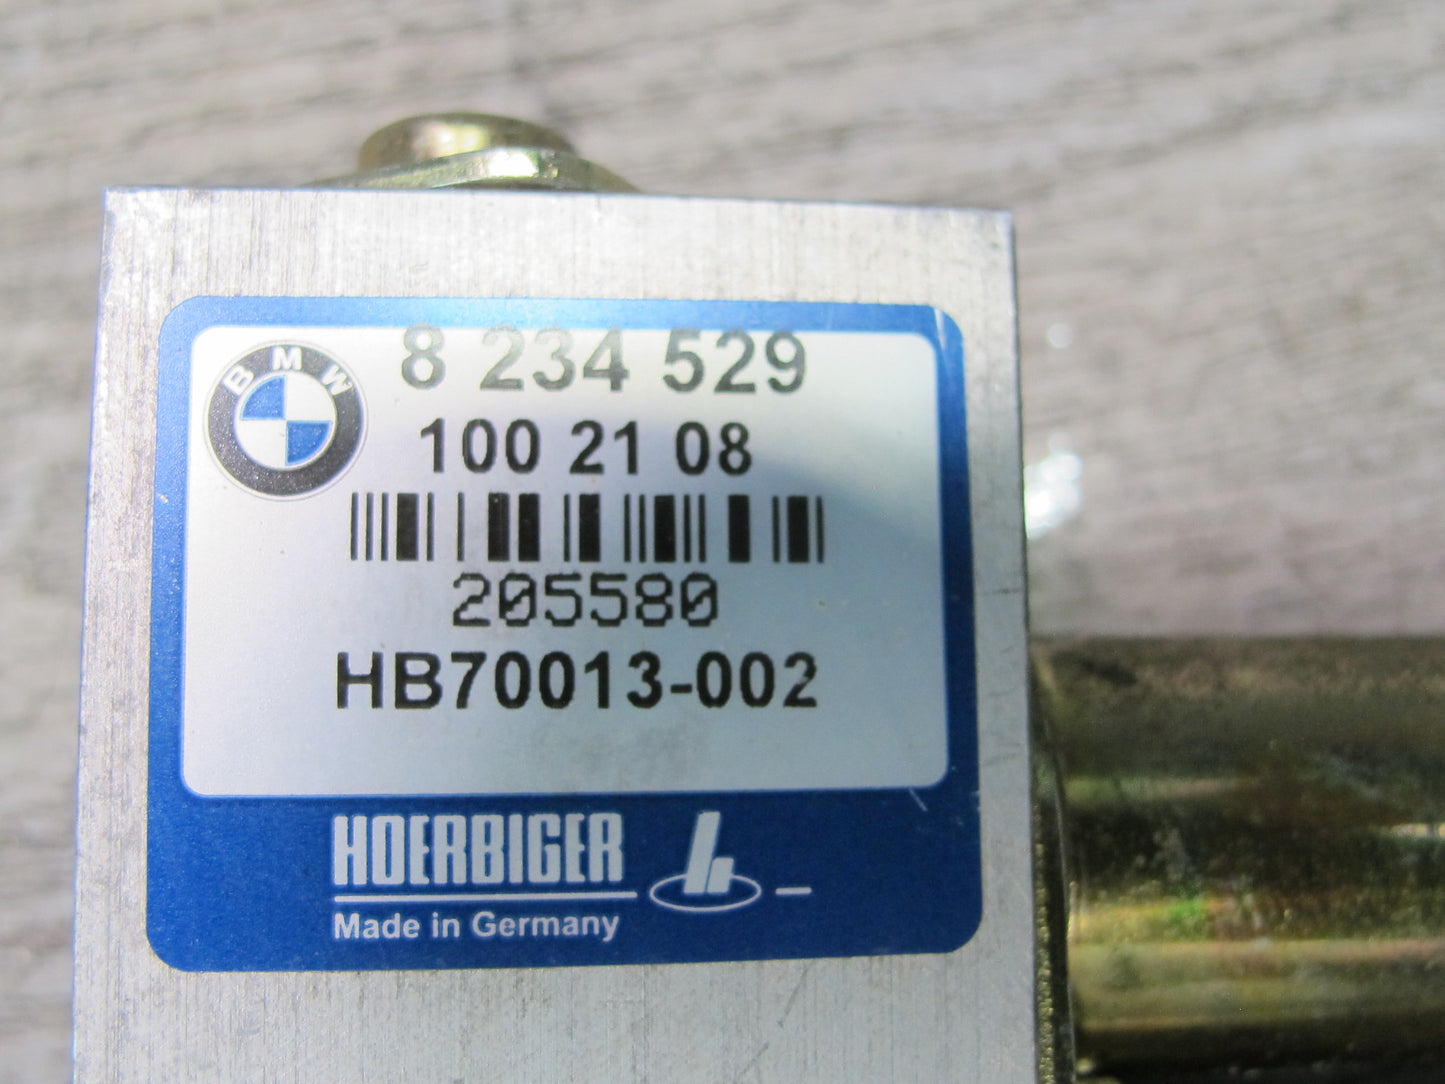 BMW
8 234 529
100 21 08
205580
HB70013-002
HOERBIGER
Made in Germany